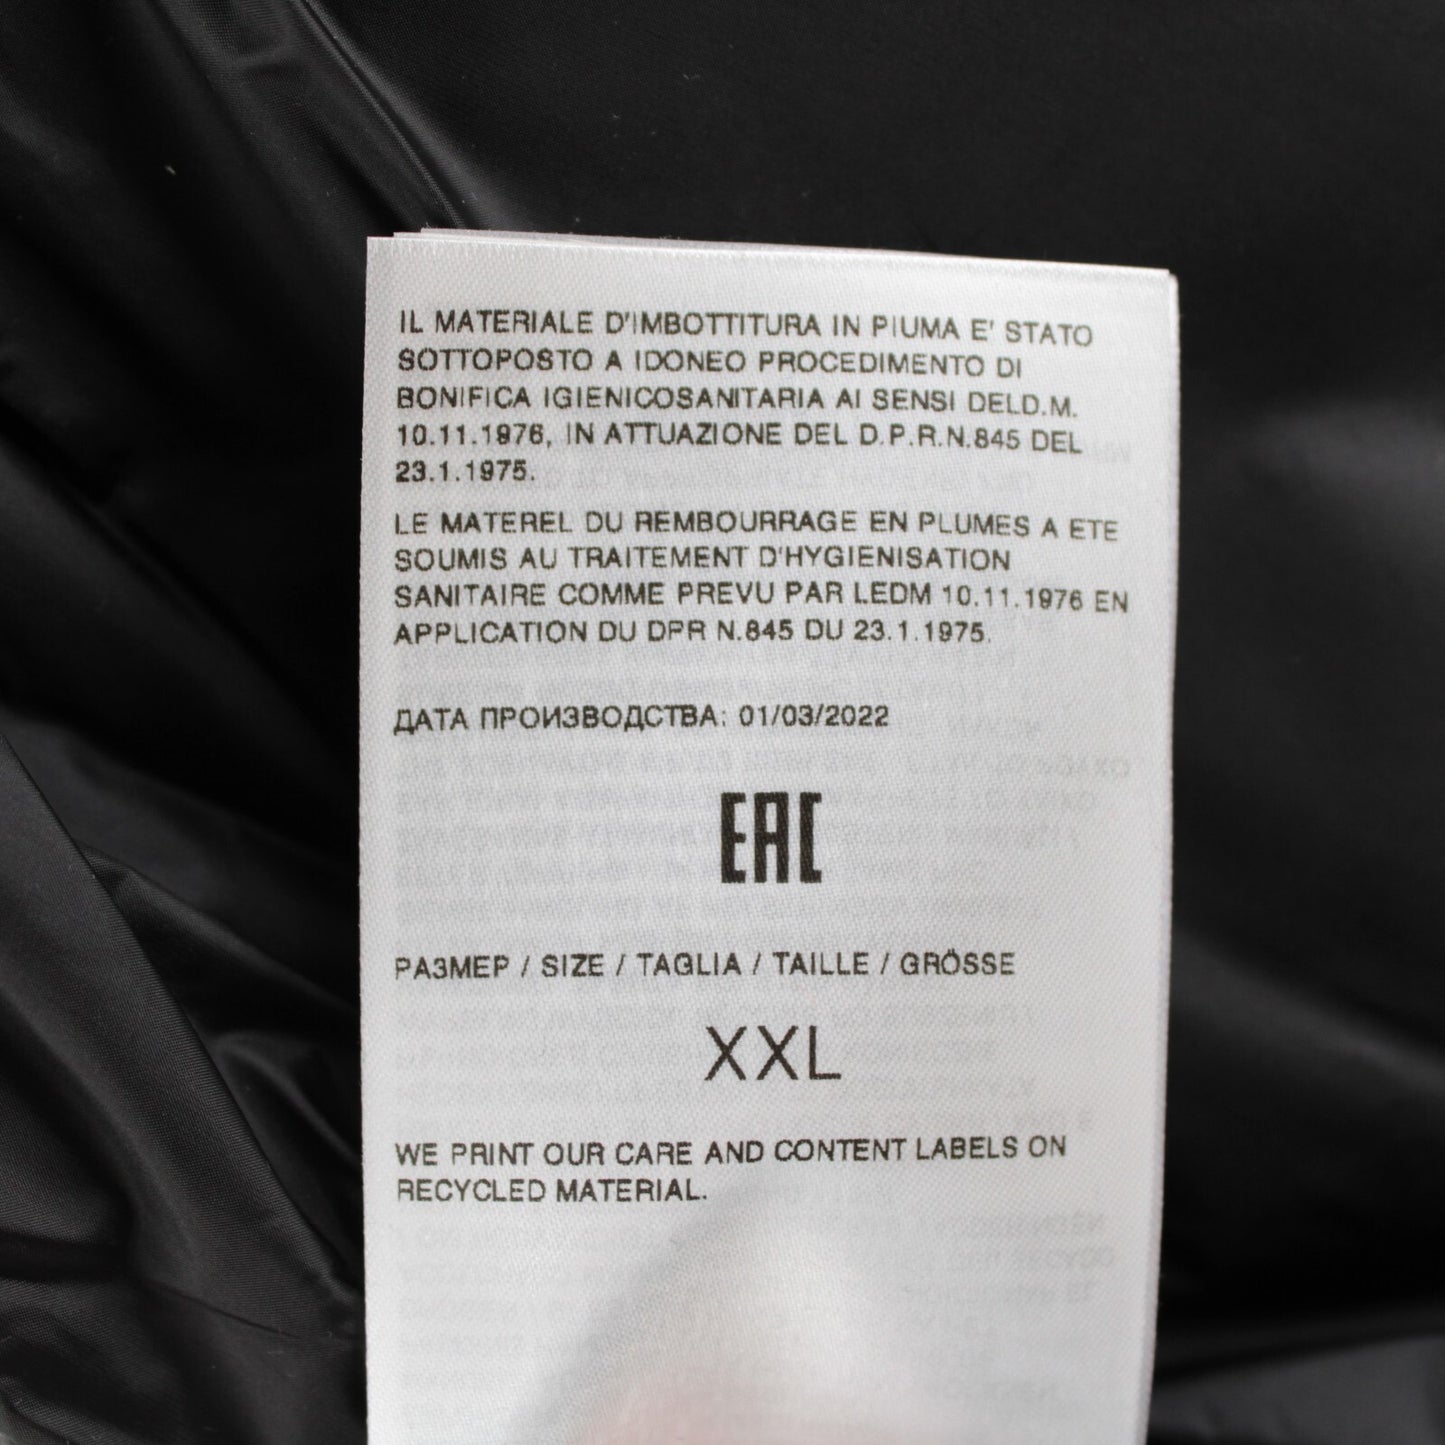 IL MATERIALE D'IMBOTTITURA IN PIUMA E' STATO
SOTTOPOSTO A IDONEO PROCEDIMENTO DI
BONIFICA IGIENICOSANITARIA AI SENSI DELD.M.
10.11.1976, IN ATTUAZIONE DEL D.P.R.N.845 DEL
23.1.1975.
LE MATEREL DU REMBOURRAGE EN PLUMES A ETE
SOUMIS AU TRAITEMENT D'HYGIENISATION
SANITAIRE COMME PREVU PAR LEDM 10.11.1976 EN
APPLICATION DU DPR N.845 DU 23.1.1975.
ДАТА ПРОИЗВОДСТВА: 01/03/2022
EAC
РАЗМЕР / SIZE / TAGLIA / TAILLE / GRÖSSE
XXL
WE PRINT OUR CARE AND CONTENT LABELS ON
RECYCLED MATERIAL.